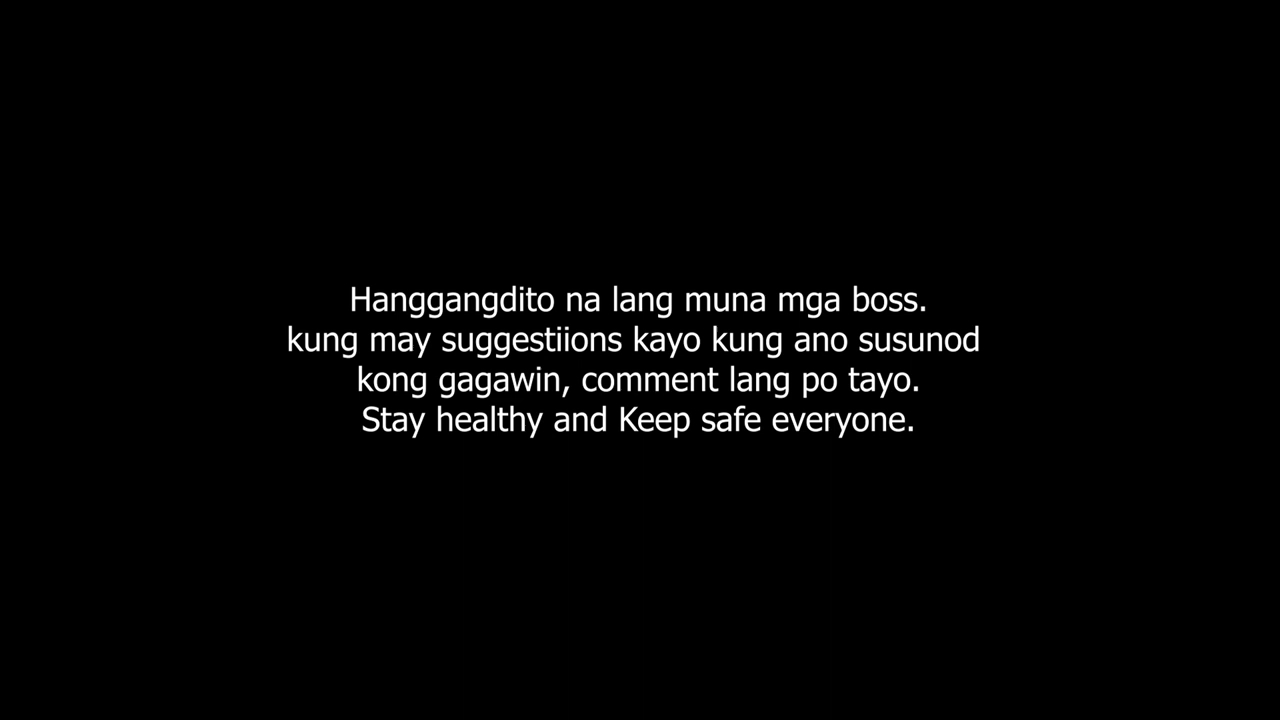 Hanggangdito na lang muna mga boss.
kung may suggestiions kayo kung ano susunod
kong gagawin, comment lang po tayo.
Stay healthy and Keep safe everyone.